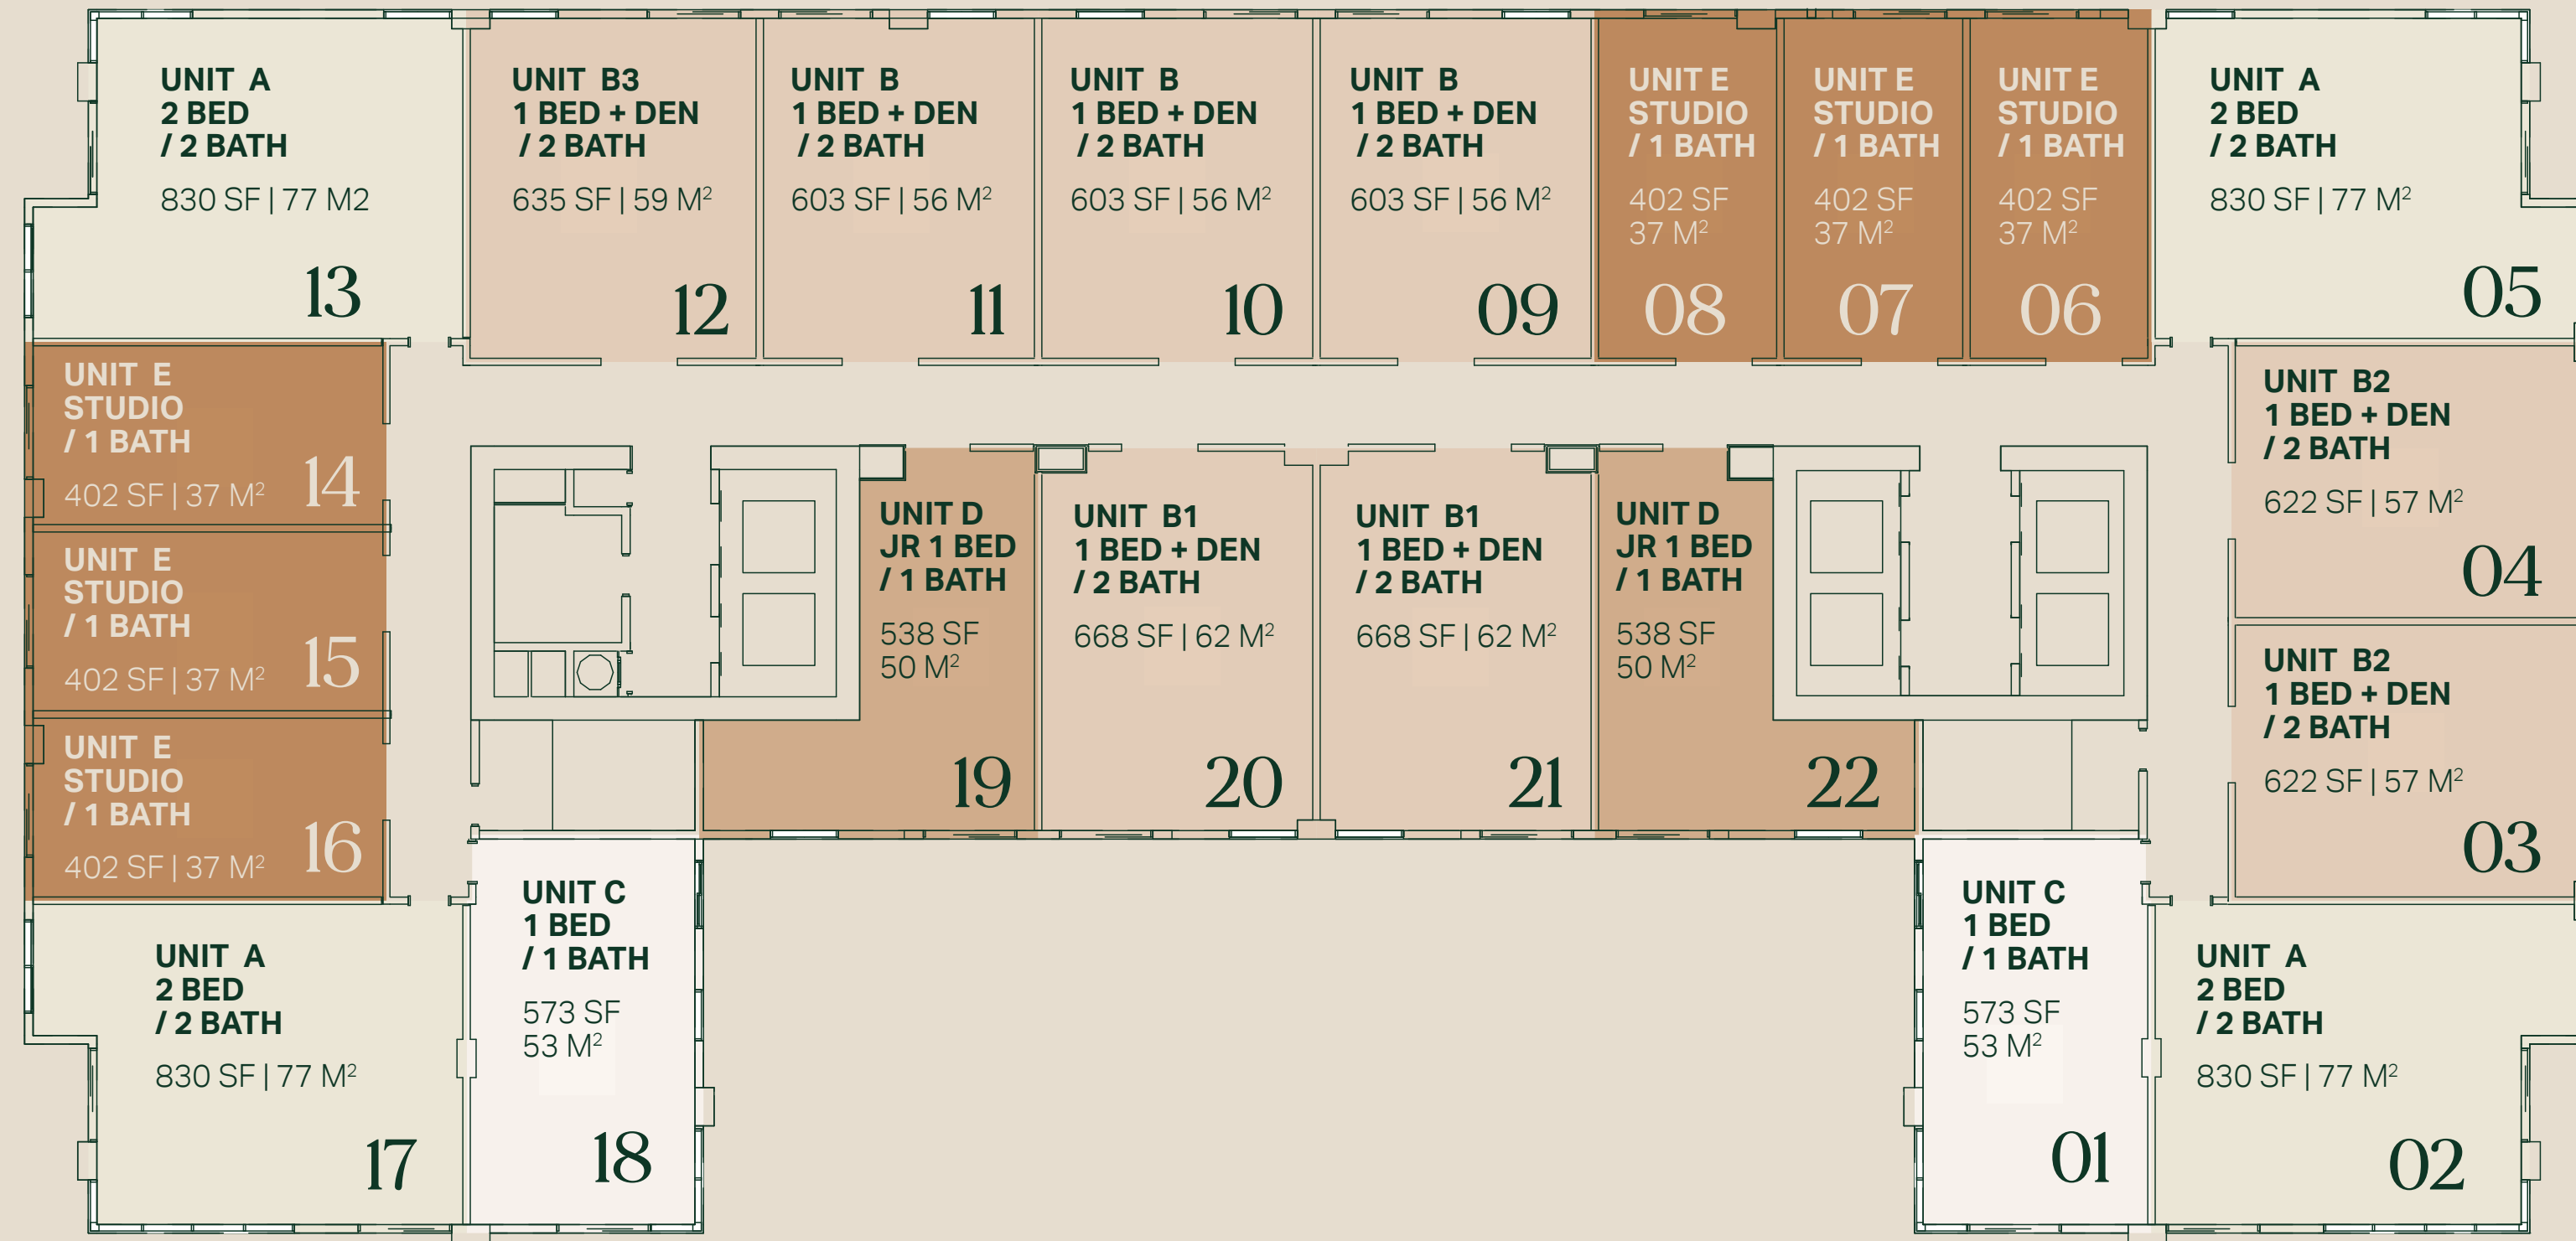 UNIT A
2 BED
/ 2 BATH
830 SF | 77 M2
13
UNIT B3
1 BED + DEN
/ 2 BATH
635 SF | 59 M²
12
UNIT B
1 BED + DEN
/ 2 BATH
603 SF | 56 M²
11
UNIT B
1 BED + DEN
/ 2 BATH
603 SF | 56 M²
10
UNIT B
1 BED + DEN
/ 2 BATH
603 SF | 56 M²
09
UNIT E
STUDIO
/ 1 BATH
402 SF
37 M²
08
UNIT E
STUDIO
/ 1 BATH
402 SF
37 M²
07
UNIT E
STUDIO
/ 1 BATH
402 SF
37 M²
06
UNIT A
2 BED
/ 2 BATH
830 SF | 77 M²
05
UNIT E
STUDIO
/ 1 BATH
402 SF | 37 M²
14
UNIT E
STUDIO
/ 1 BATH
402 SF | 37 M²
15
UNIT E
STUDIO
/ 1 BATH
402 SF | 37 M²
16
UNIT D
JR 1 BED
/ 1 BATH
538 SF
50 M²
19
UNIT B1
1 BED + DEN
/ 2 BATH
668 SF | 62 M²
20
UNIT B1
1 BED + DEN
/ 2 BATH
668 SF | 62 M²
21
UNIT D
JR 1 BED
/ 1 BATH
538 SF
50 M²
22
UNIT B2
1 BED + DEN
/ 2 BATH
622 SF | 57 M²
04
UNIT B2
1 BED + DEN
/ 2 BATH
622 SF | 57 M²
03
UNIT A
2 BED
/ 2 BATH
830 SF | 77 M²
17
UNIT C
1 BED
/ 1 BATH
573 SF
53 M²
18
UNIT C
1 BED
/ 1 BATH
573 SF
53 M²
01
UNIT A
2 BED
/ 2 BATH
830 SF | 77 M²
02